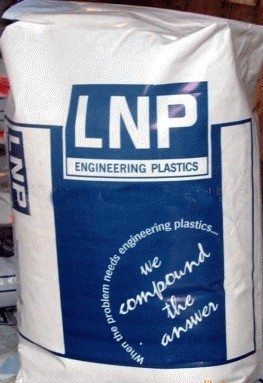 LNP
ENGINEERING PLASTICS
LNP
When the problem needs engineering plastics...
we
compound
the
answer